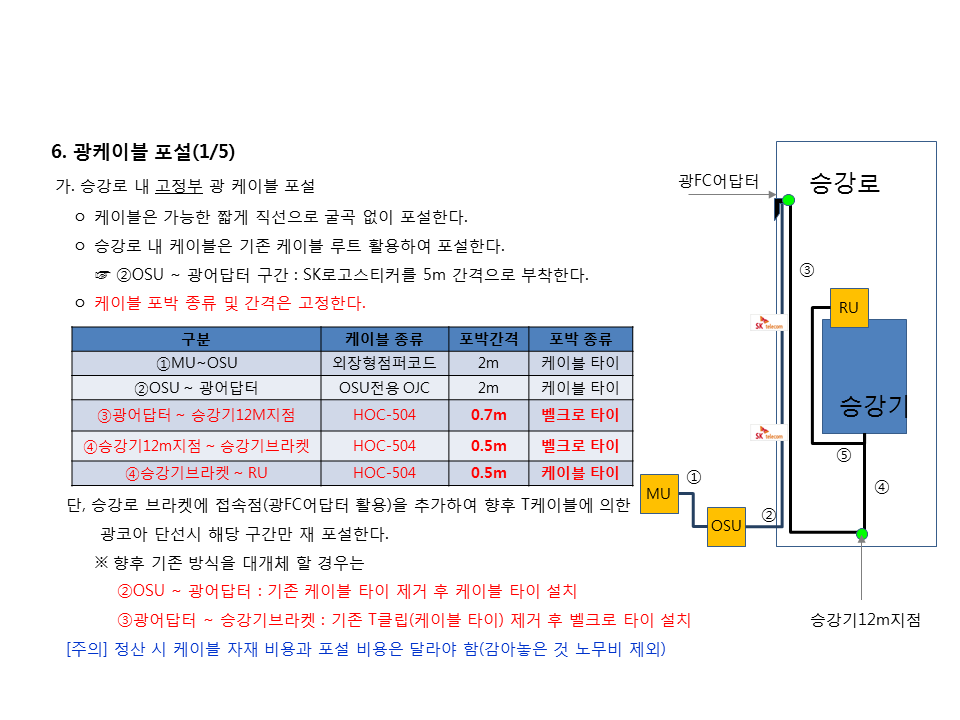 6. 광케이블 포설(1/5)
가. 승강로 내 고정부 광 케이블 포설
ㅇ 케이블은 가능한 짧게 직선으로 굴곡 없이 포설한다.
ㅇ 승강로 내 케이블은 기존 케이블 루트 활용하여 포설한다.
☞ ②OSU ~ 광어답터 구간 : SK로고스티커를 5m 간격으로 부착한다.
ㅇ 케이블 포박 종류 및 간격은 고정한다.
구분 케이블 종류 포박간격 포박 종류
①MU~OSU 외장형점퍼코드 2m 케이블 타이
②OSU ~ 광어답터 OSU전용 OJC 2m 케이블 타이
③광어답터 ~ 승강기12M지점 HOC-504 0.7m 벨크로 타이
④승강기12m지점 ~ 승강기브라켓 HOC-504 0.5m 벨크로 타이
④승강기브라켓 ~ RU HOC-504 0.5m 케이블 타이
단, 승강로 브라켓에 접속점(광FC어답터 활용)을 추가하여 향후 T케이블에 의한
광코아 단선시 해당 구간만 재 포설한다.
※ 향후 기존 방식을 대개체 할 경우는
②OSU ~ 광어답터 : 기존 케이블 타이 제거 후 케이블 타이 설치
③광어답터 ~ 승강기브라켓 : 기존 T클립(케이블 타이) 제거 후 벨크로 타이 설치
[주의] 정산 시 케이블 자재 비용과 포설 비용은 달라야 함(감아놓은 것 노무비 제외)
광FC어답터
승강로
③
RU
SK telecom
승강기
SK telecom
⑤
①
④
MU
②
OSU
승강기12m지점